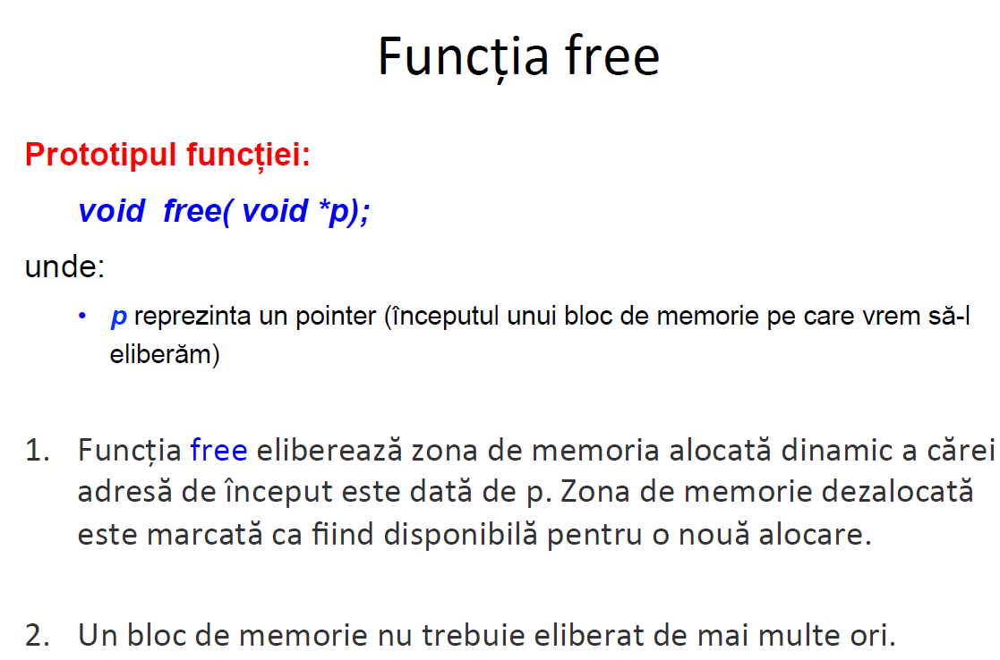 Funcția free
Prototipul funcției:
void free( void *p);
unde:
• p reprezinta un pointer (începutul unui bloc de memorie pe care vrem să-l
eliberăm)
1. Funcția free eliberează zona de memoria alocată dinamic a cărei
adresă de început este dată de p. Zona de memorie dezalocată
este marcată ca fiind disponibilă pentru o nouă alocare.
2. Un bloc de memorie nu trebuie eliberat de mai multe ori.